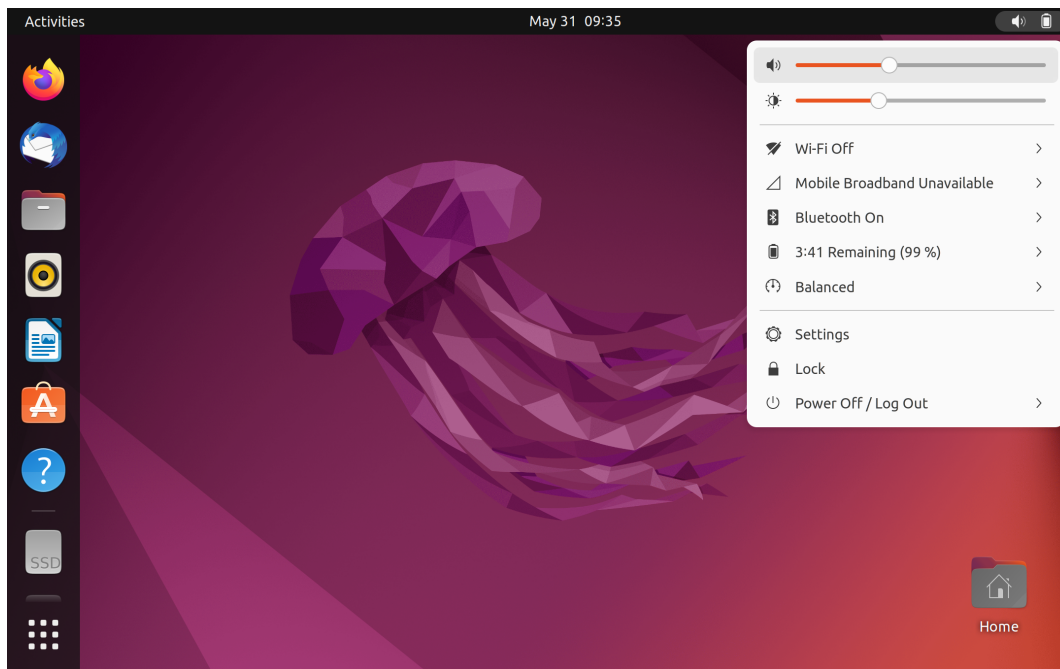 Activities
May 31 09:35
Wi-Fi Off
Mobile Broadband Unavailable
Bluetooth On
3:41 Remaining (99 %)
Balanced
Settings
Lock
Power Off / Log Out
SSD
Home